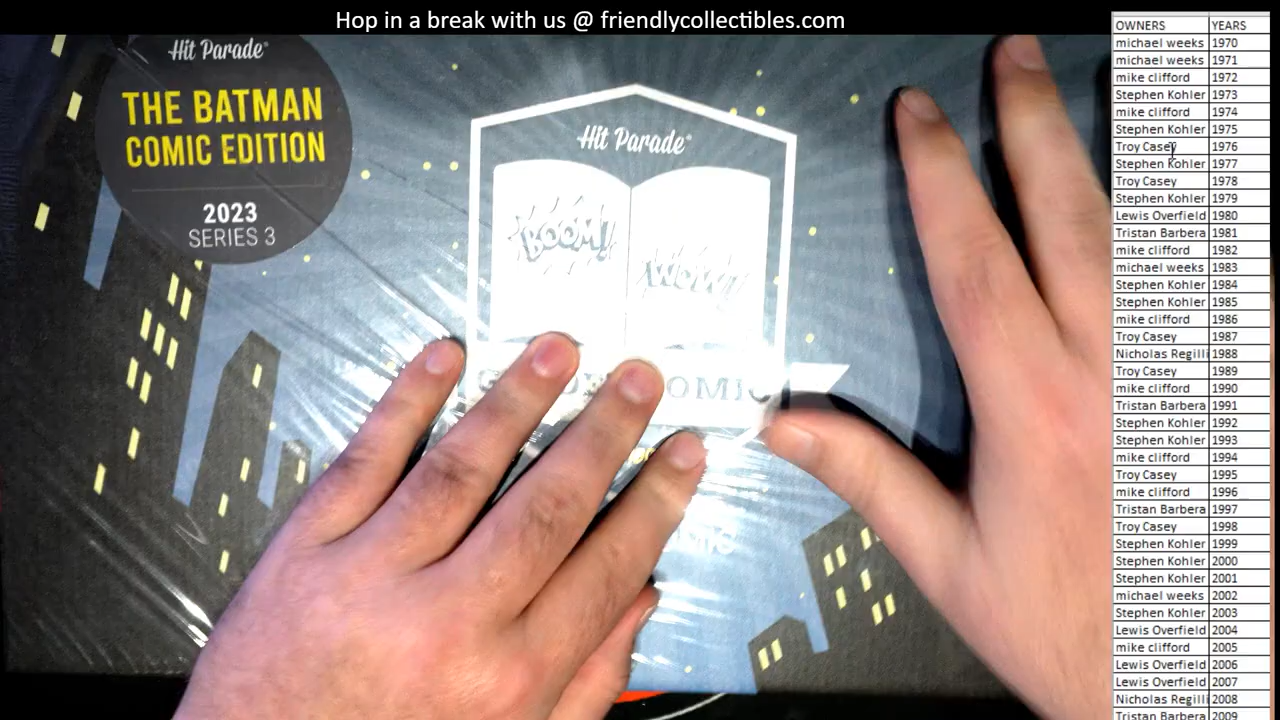 Hop in a break with us @ friendlycollectibles.com
Hit Parade®
THE BATMAN
COMIC EDITION
2023
SERIES 3
Hit Parade®
BOOM!
WOW!
OWNERS YEARS
michael weeks 1970
michael weeks 1971
mike clifford 1972
Stephen Kohler 1973
mike clifford 1974
Stephen Kohler 1975
Troy Casey 1976
Stephen Kohler 1977
Troy Casey 1978
Stephen Kohler 1979
Lewis Overfield 1980
Tristan Barbera 1981
mike clifford 1982
michael weeks 1983
Stephen Kohler 1984
Stephen Kohler 1985
mike clifford 1986
Troy Casey 1987
Nicholas Regilli 1988
Troy Casey 1989
mike clifford 1990
Tristan Barbera 1991
Stephen Kohler 1992
Stephen Kohler 1993
mike clifford 1994
Troy Casey 1995
mike clifford 1996
Tristan Barbera 1997
Troy Casey 1998
Stephen Kohler 1999
Stephen Kohler 2000
Stephen Kohler 2001
michael weeks 2002
Stephen Kohler 2003
Lewis Overfield 2004
mike clifford 2005
Lewis Overfield 2006
Lewis Overfield 2007
Nicholas Regilli 2008
Tristan Barbera 2009